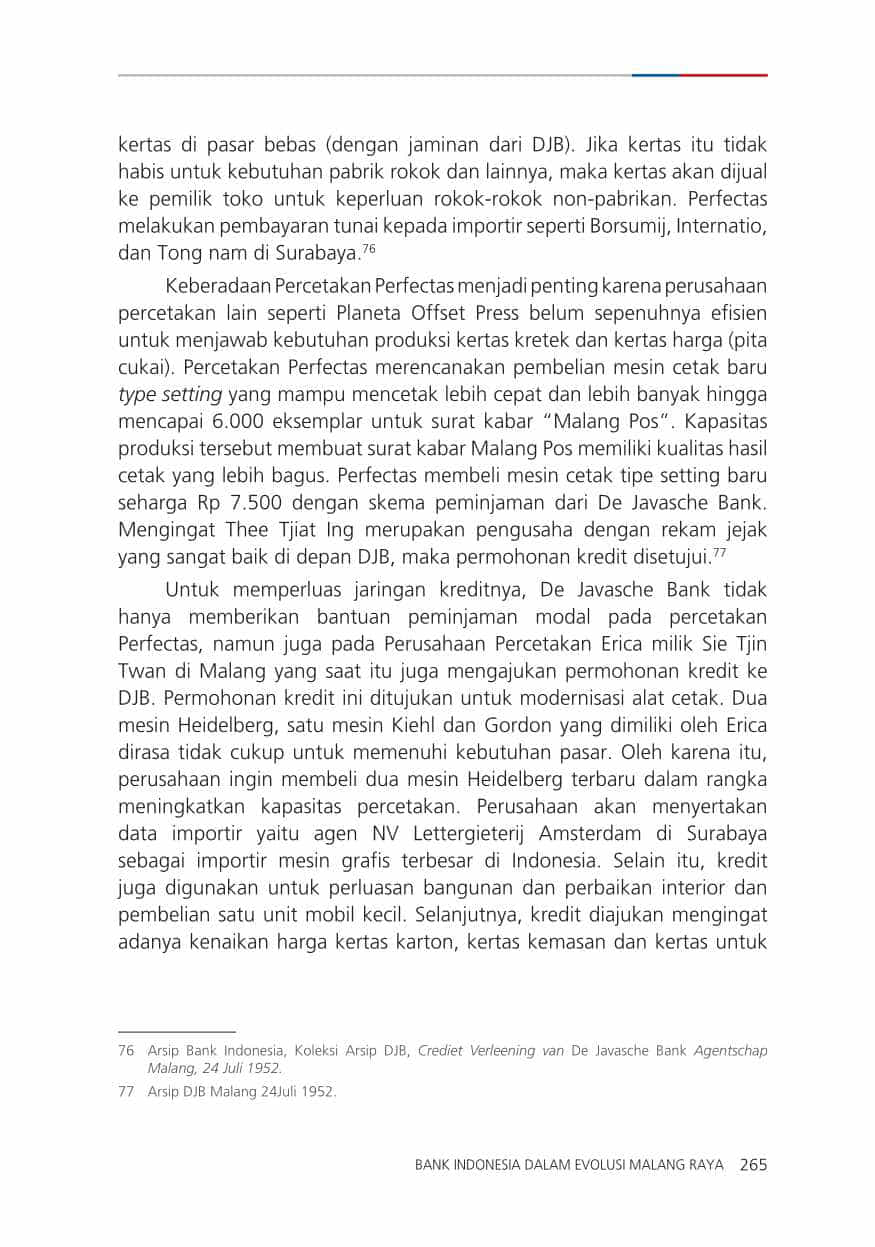 kertas di pasar bebas (dengan jaminan dari DJB). Jika kertas itu tidak
habis untuk kebutuhan pabrik rokok dan lainnya, maka kertas akan dijual
ke pemilik toko untuk keperluan rokok-rokok non-pabrikan. Perfectas
melakukan pembayaran tunai kepada importir seperti Borsumij, Internatio,
dan Tong nam di Surabaya.76
Keberadaan Percetakan Perfectas menjadi penting karena perusahaan
percetakan lain seperti Planeta Offset Press belum sepenuhnya efisien
untuk menjawab kebutuhan produksi kertas kretek dan kertas harga (pita
cukai). Percetakan Perfectas merencanakan pembelian mesin cetak baru
type setting yang mampu mencetak lebih cepat dan lebih banyak hingga
mencapai 6.000 eksemplar untuk surat kabar “Malang Pos”. Kapasitas
produksi tersebut membuat surat kabar Malang Pos memiliki kualitas hasil
cetak yang lebih bagus. Perfectas membeli mesin cetak tipe setting baru
seharga Rp 7.500 dengan skema peminjaman dari De Javasche Bank.
Mengingat Thee Tjiat Ing merupakan pengusaha dengan rekam jejak
yang sangat baik di depan DJB, maka permohonan kredit disetujui.77
Untuk memperluas jaringan kreditnya, De Javasche Bank tidak
hanya memberikan bantuan peminjaman modal pada percetakan
Perfectas, namun juga pada Perusahaan Percetakan Erica milik Sie Tjin
Twan di Malang yang saat itu juga mengajukan permohonan kredit ke
DJB. Permohonan kredit ini ditujukan untuk modernisasi alat cetak. Dua
mesin Heidelberg, satu mesin Kiehl dan Gordon yang dimiliki oleh Erica
dirasa tidak cukup untuk memenuhi kebutuhan pasar. Oleh karena itu,
perusahaan ingin membeli dua mesin Heidelberg terbaru dalam rangka
meningkatkan kapasitas percetakan. Perusahaan akan menyertakan
data importir yaitu agen NV Lettergieterij Amsterdam di Surabaya
sebagai importir mesin grafis terbesar di Indonesia. Selain itu, kredit
juga digunakan untuk perluasan bangunan dan perbaikan interior dan
pembelian satu unit mobil kecil. Selanjutnya, kredit diajukan mengingat
adanya kenaikan harga kertas karton, kertas kemasan dan kertas untuk
76 Arsip Bank Indonesia, Koleksi Arsip DJB, Crediet Verleening van De Javasche Bank Agentschap
Malang, 24 Juli 1952.
77 Arsip DJB Malang 24Juli 1952.
BANK INDONESIA DALAM EVOLUSI MALANG RAYA 265